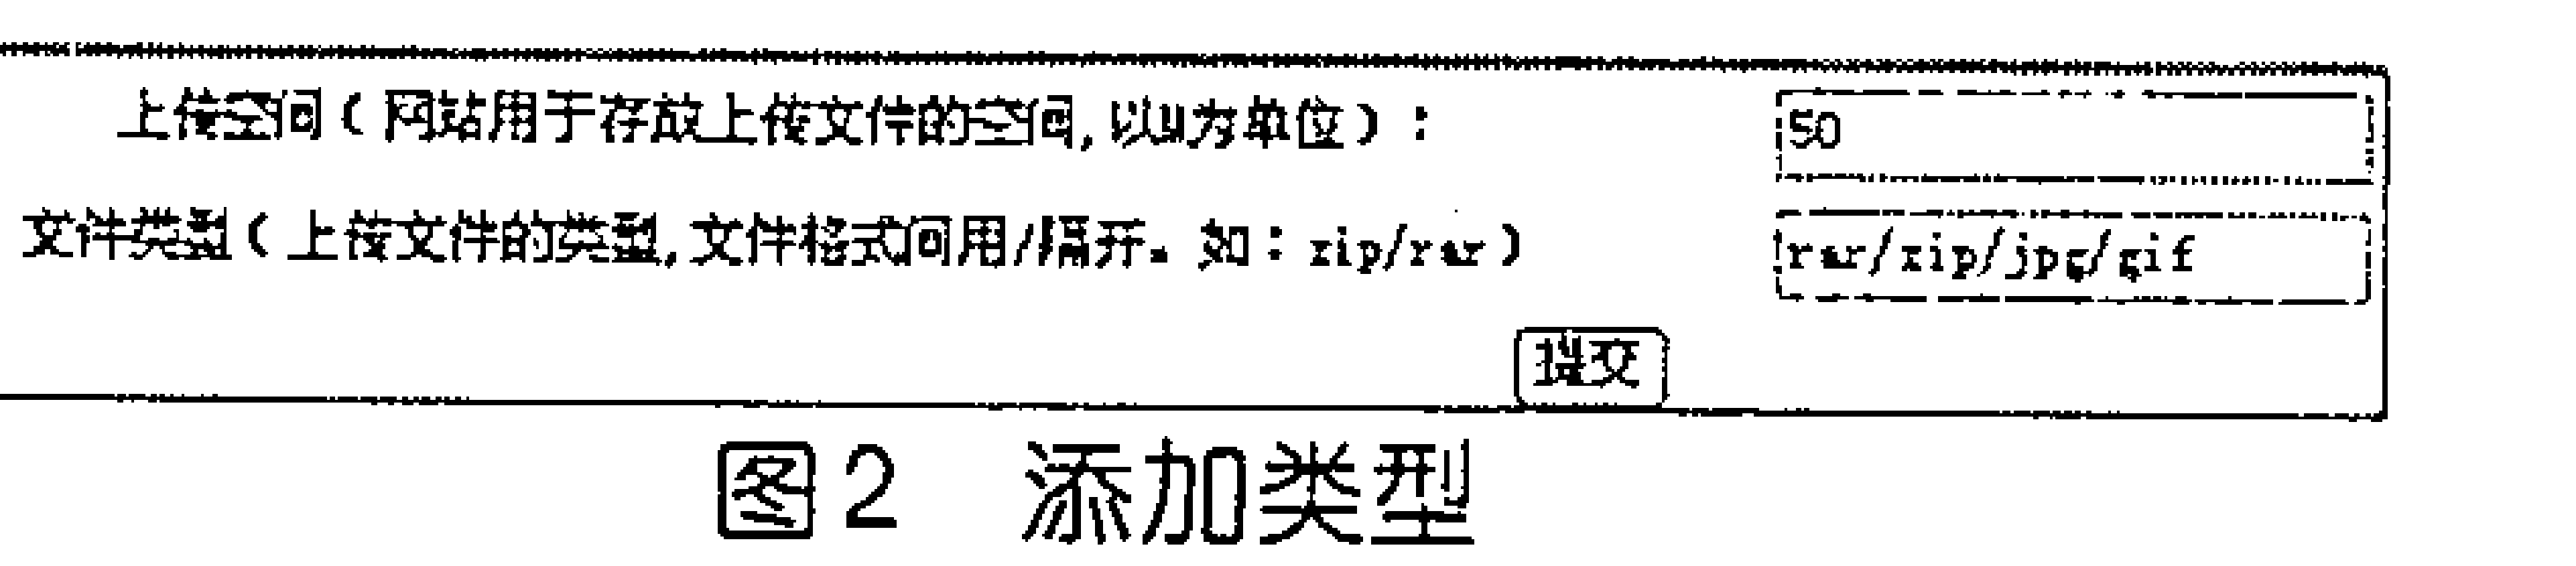 上传空间(网站用于存放上传文件的空间,以M为单位): 50
文件类型(上传文件的类型,文件格式间用/隔开。如:zip/rar) rar/zip/jpg/gif
提交
图2 添加类型